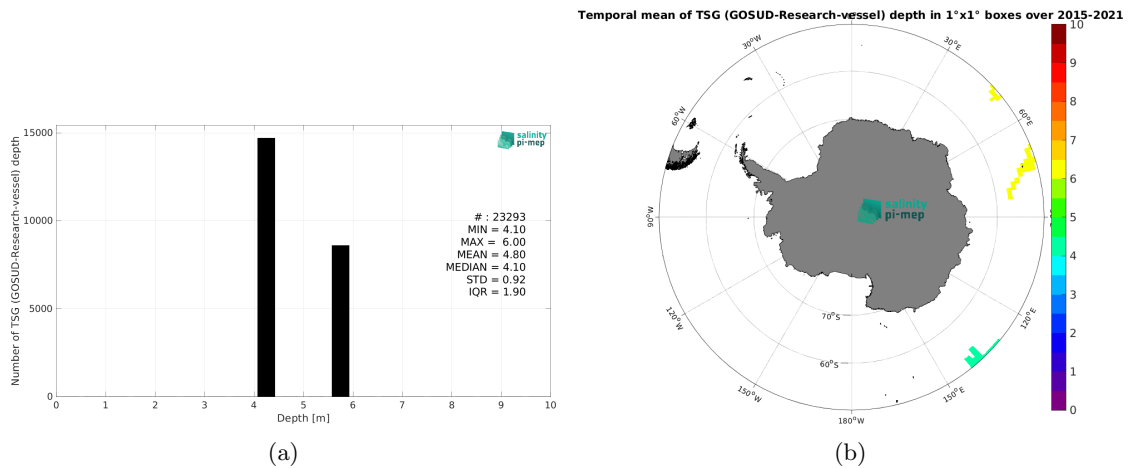 Temporal mean of TSG (GOSUD-Research-vessel) depth in 1°x1° boxes over 2015-2021
Number of TSG (GOSUD-Research-vessel) depth
15000
10000
5000
0
0 1 2 3 4 5 6 7 8 9 10
Depth [m]
salinity
pi-mep
# : 23293
MIN = 4.10
MAX = 6.00
MEAN = 4.80
MEDIAN = 4.10
STD = 0.92
IQR = 1.90
(a)
30°W
30°E
60°W
60°E
90°W
120°W
120°E
150°W
150°E
180°W
70°S
60°S
salinity
pi-mep
10
9
8
7
6
5
4
3
2
1
0
(b)